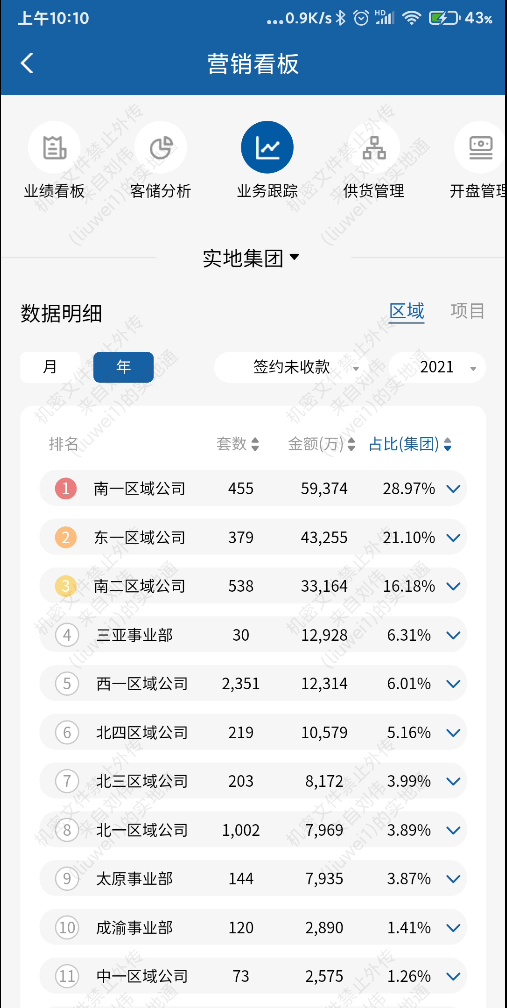 上午10:10 ...0.9K/s HD 43%
营销看板
业绩看板 客储分析 业务跟踪 供货管理 开盘管理
实地集团
数据明细 区域 项目
月 年 签约未收款 2021
排名 套数 金额(万) 占比(集团)
1 南一区域公司 455 59,374 28.97%
2 东一区域公司 379 43,255 21.10%
3 南二区域公司 538 33,164 16.18%
4 三亚事业部 30 12,928 6.31%
5 西一区域公司 2,351 12,314 6.01%
6 北四区域公司 219 10,579 5.16%
7 北三区域公司 203 8,172 3.99%
8 北一区域公司 1,002 7,969 3.89%
9 太原事业部 144 7,935 3.87%
10 成渝事业部 120 2,890 1.41%
11 中一区域公司 73 2,575 1.26%
机密文件禁止外传
来自刘伟
(liuwei1)的实地通